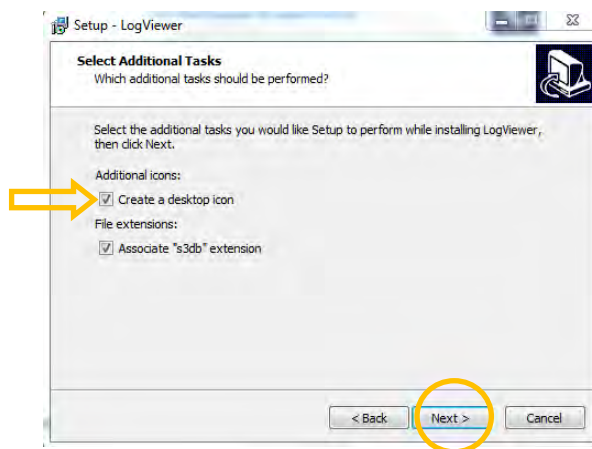 Setup - LogViewer
Select Additional Tasks
Which additional tasks should be performed?
Select the additional tasks you would like Setup to perform while installing LogViewer,
then click Next.
Additional icons:
Create a desktop icon
File extensions:
Associate "s3db" extension
< Back Next > Cancel